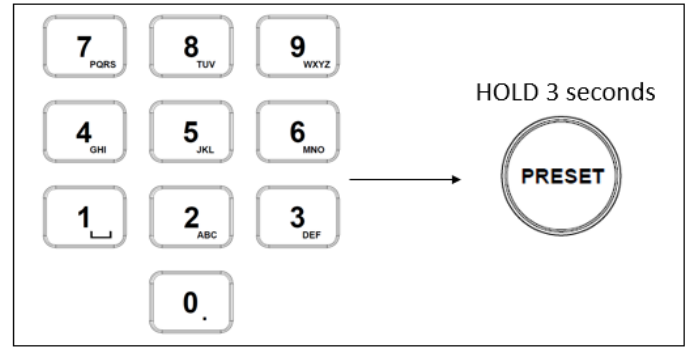 7 PQRS 8 TUV 9 WXYZ
HOLD 3 seconds
4 GHI 5 JKL 6 MNO
PRESET
1 2 ABC 3 DEF
0 .